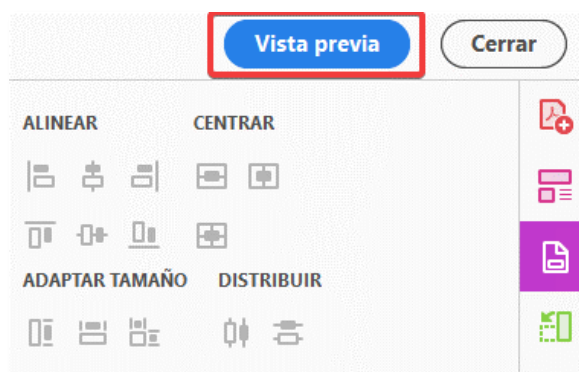 Vista previa Cerrar
ALINEAR CENTRAR
ADAPTAR TAMAÑO DISTRIBUIR